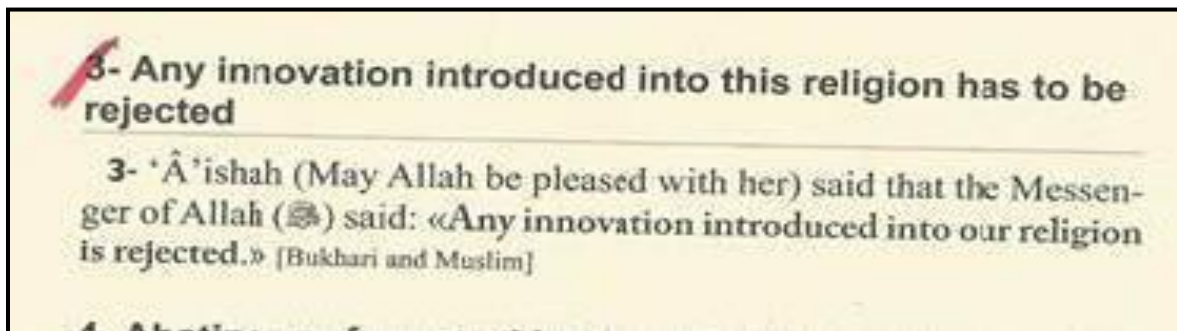 3- Any innovation introduced into this religion has to be
rejected
3- ‘Â’ishah (May Allah be pleased with her) said that the Messen-
ger of Allah (ﷺ) said: «Any innovation introduced into our religion
is rejected.» [Bukhari and Muslim]